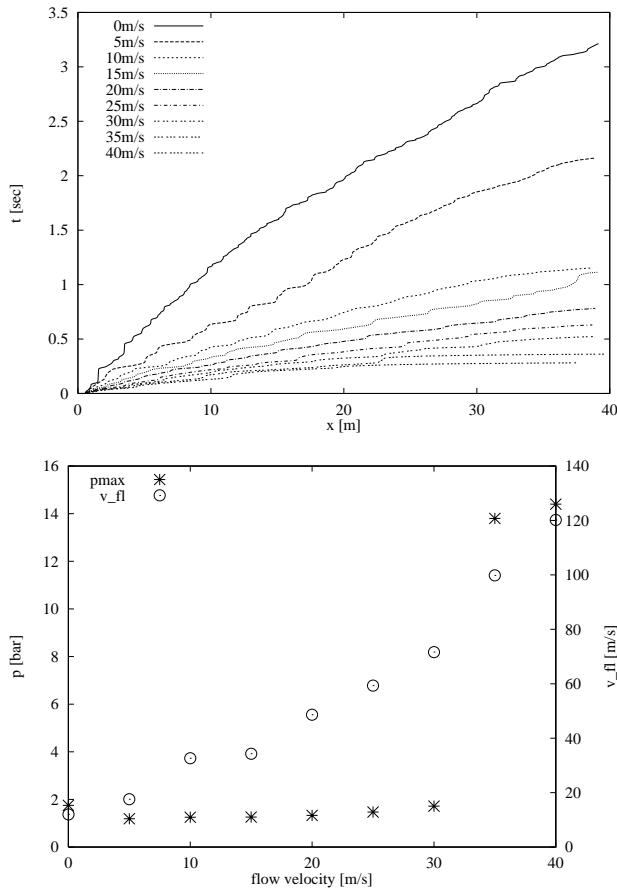 3.5
3
2.5
2
1.5
1
0.5
0
t [sec]
0m/s
5m/s
10m/s
15m/s
20m/s
25m/s
30m/s
35m/s
40m/s
0
10
20
30
40
x [m]
16
14
12
10
8
6
4
2
0
p [bar]
pmax
v_fl
140
120
100
80
60
40
20
0
v_fl [m/s]
0
10
20
30
40
flow velocity [m/s]